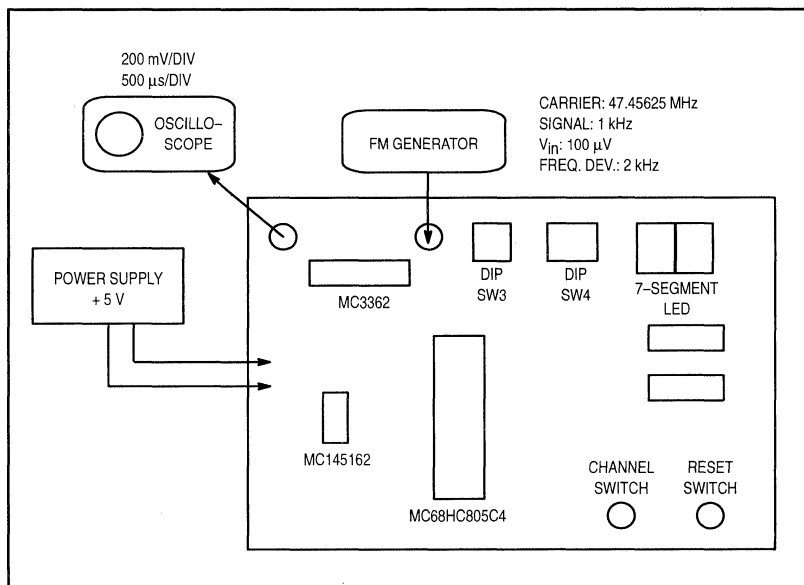 200 mV/DIV
500 µs/DIV
OSCILLO–
SCOPE
FM GENERATOR
CARRIER: 47.45625 MHz
SIGNAL: 1 kHz
Vin: 100 µV
FREQ. DEV.: 2 kHz
POWER SUPPLY
+ 5 V
MC3362
DIP
SW3
DIP
SW4
7–SEGMENT
LED
MC145162
MC68HC805C4
CHANNEL
SWITCH
RESET
SWITCH